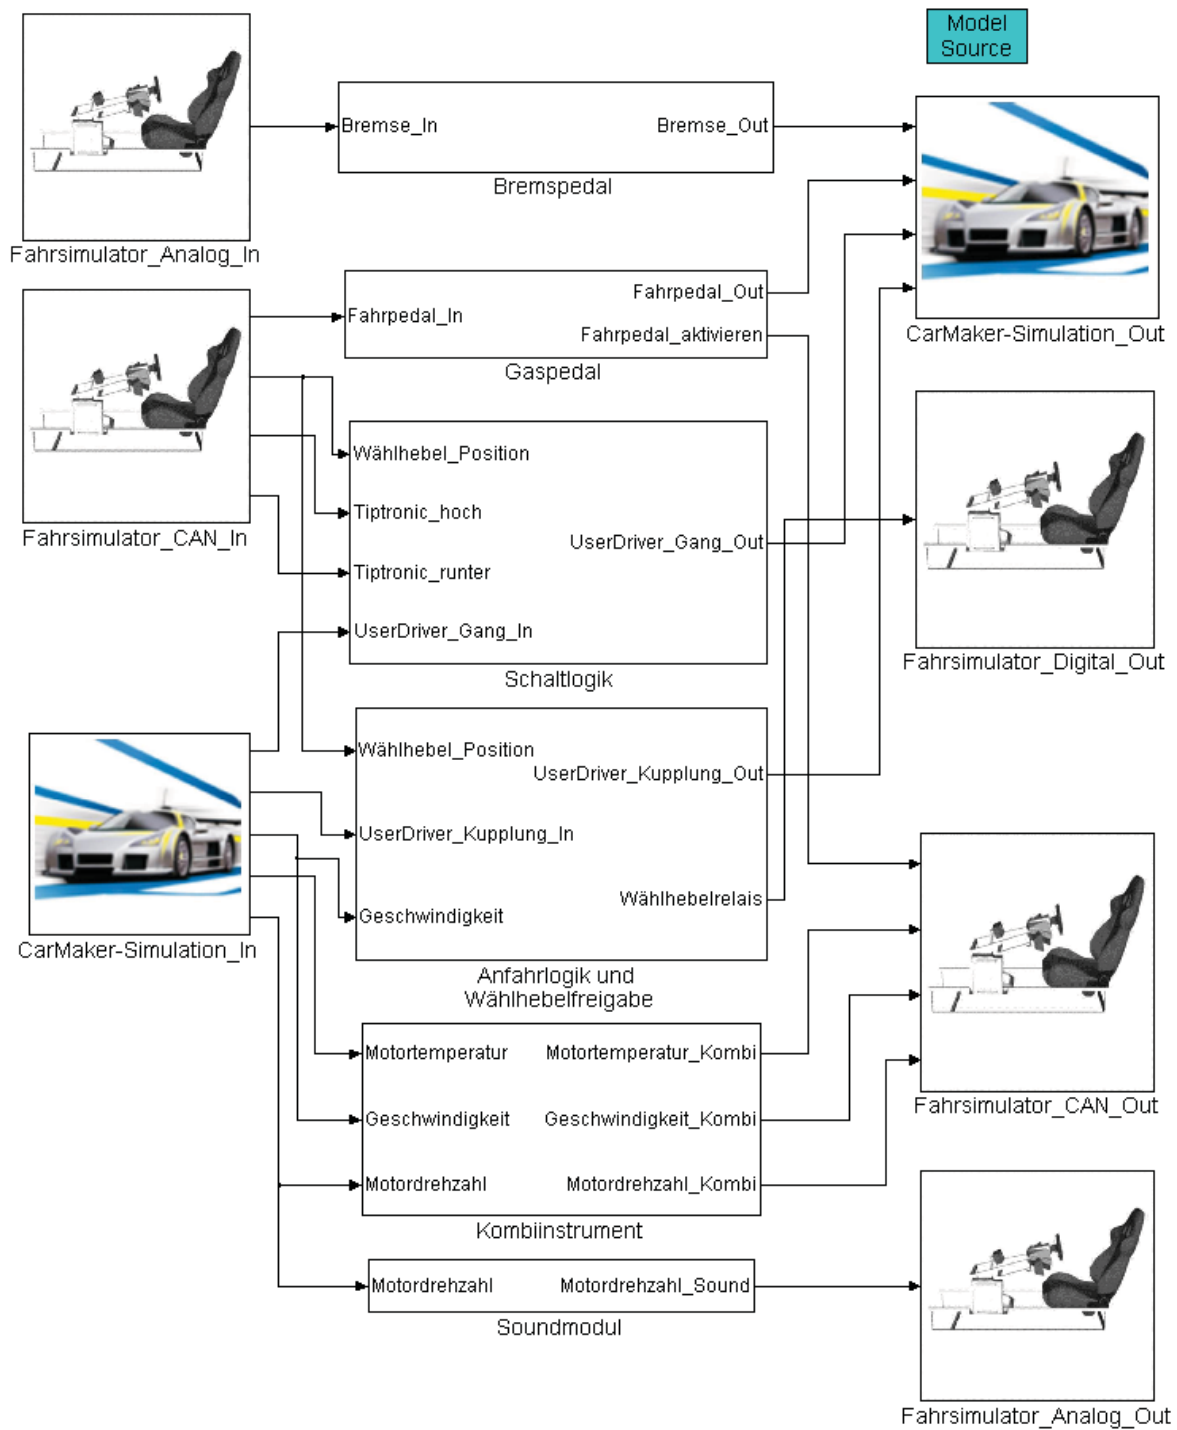 Model
Source
Bremse_In
Bremse_Out
Bremspedal
Fahrsimulator_Analog_In
Fahrpedal_In
Fahrpedal_Out
Fahrpedal_aktivieren
Gaspedal
CarMaker-Simulation_Out
Wählhebel_Position
Tiptronic_hoch
Tiptronic_runter
UserDriver_Gang_In
UserDriver_Gang_Out
Schaltlogik
Fahrsimulator_CAN_In
Fahrsimulator_Digital_Out
Wählhebel_Position
UserDriver_Kupplung_Out
UserDriver_Kupplung_In
Wählhebelrelais
Geschwindigkeit
CarMaker-Simulation_In
Anfahrlogik und
Wählhebelfreigabe
Motortemperatur
Motortemperatur_Kombi
Geschwindigkeit
Geschwindigkeit_Kombi
Motordrehzahl
Motordrehzahl_Kombi
Kombiinstrument
Fahrsimulator_CAN_Out
Motordrehzahl
Motordrehzahl_Sound
Soundmodul
Fahrsimulator_Analog_Out